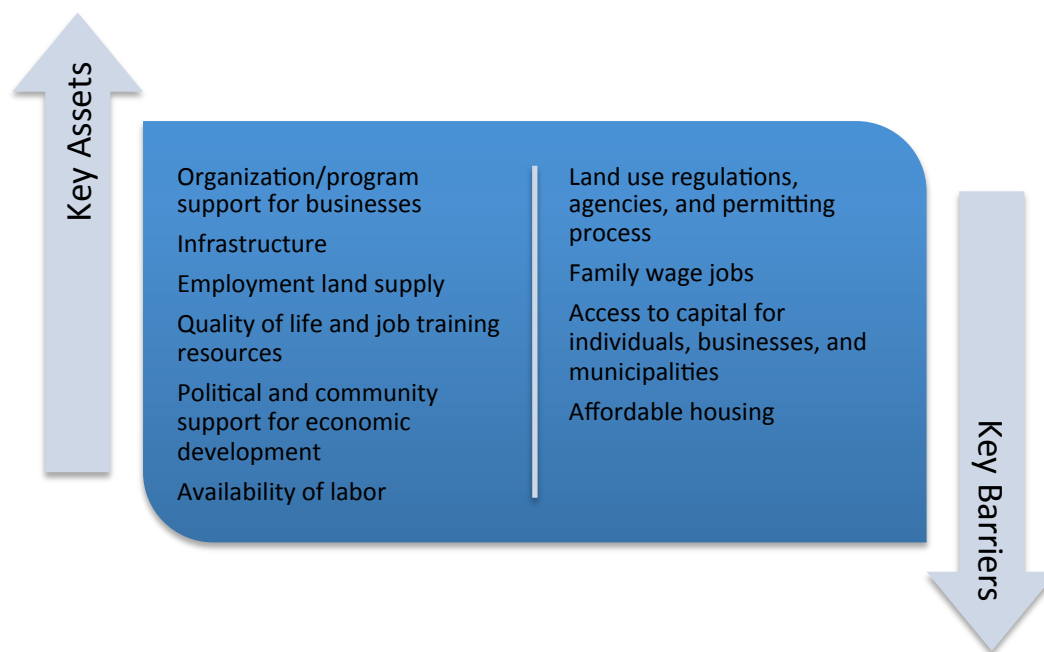 Key Assets
Organization/program
support for businesses
Infrastructure
Employment land supply
Quality of life and job training
resources
Political and community
support for economic
development
Availability of labor
Land use regulations,
agencies, and permitting
process
Family wage jobs
Access to capital for
individuals, businesses, and
municipalities
Affordable housing
Key Barriers